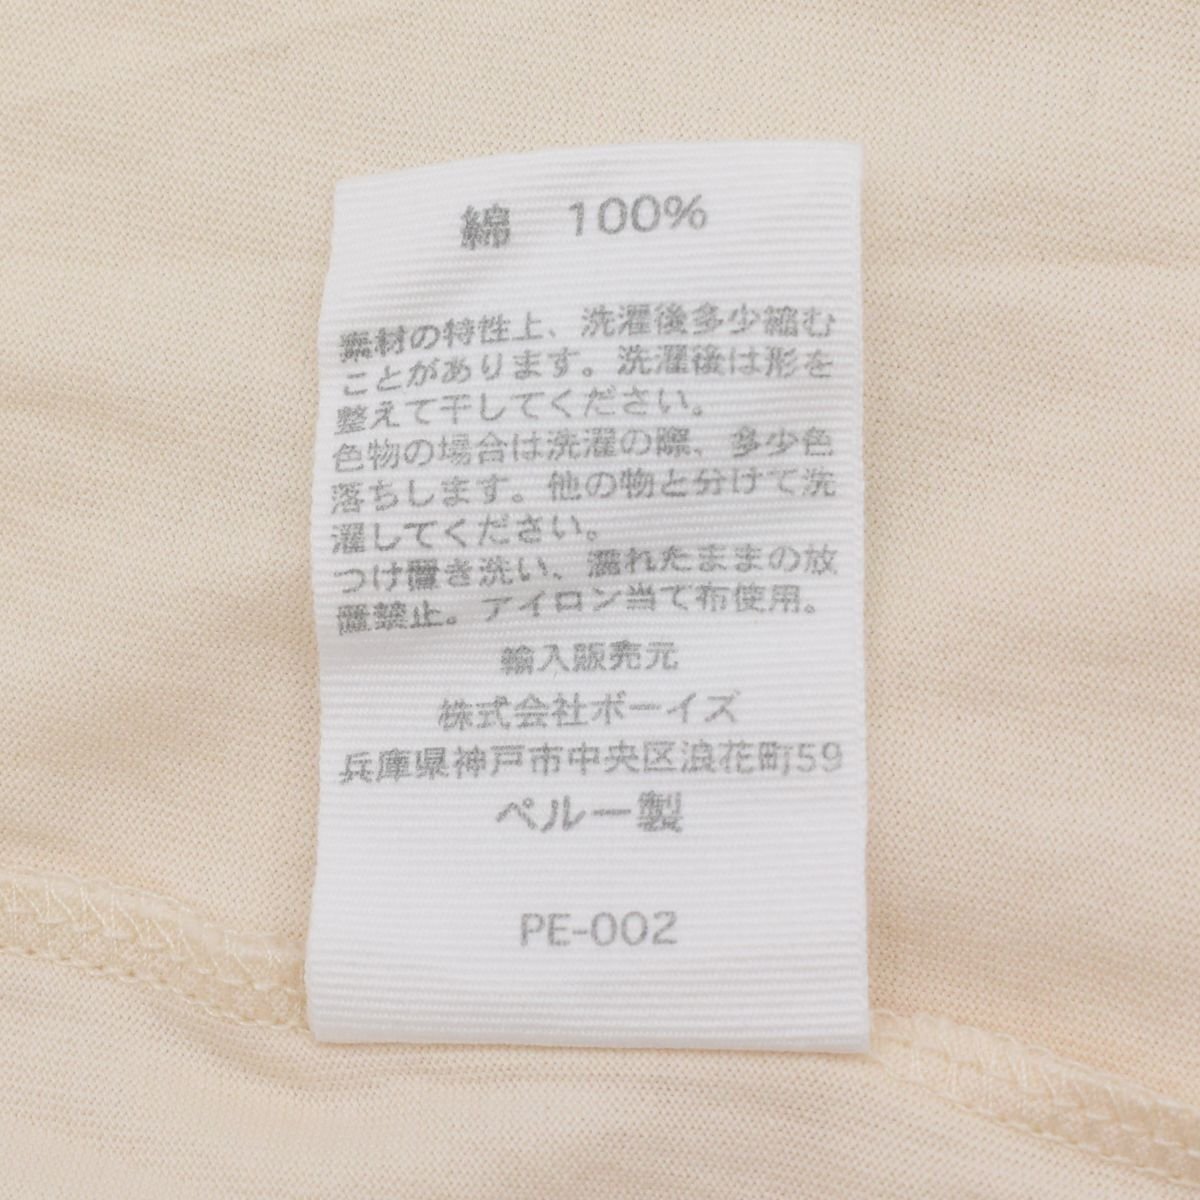 綿 100%
素材の特性上、洗濯後多少縮む
ことがあります。洗濯後は形を
整えて干してください。
色物の場合は洗濯の際、多少色
落ちします。他の物と分けて洗
濯してください。
つけ置き洗い、濡れたままの放
置禁止。アイロン当て布使用。
輸入販売元
株式会社ボーイズ
兵庫県神戸市中央区浪花町59
ペルー製
PE-002